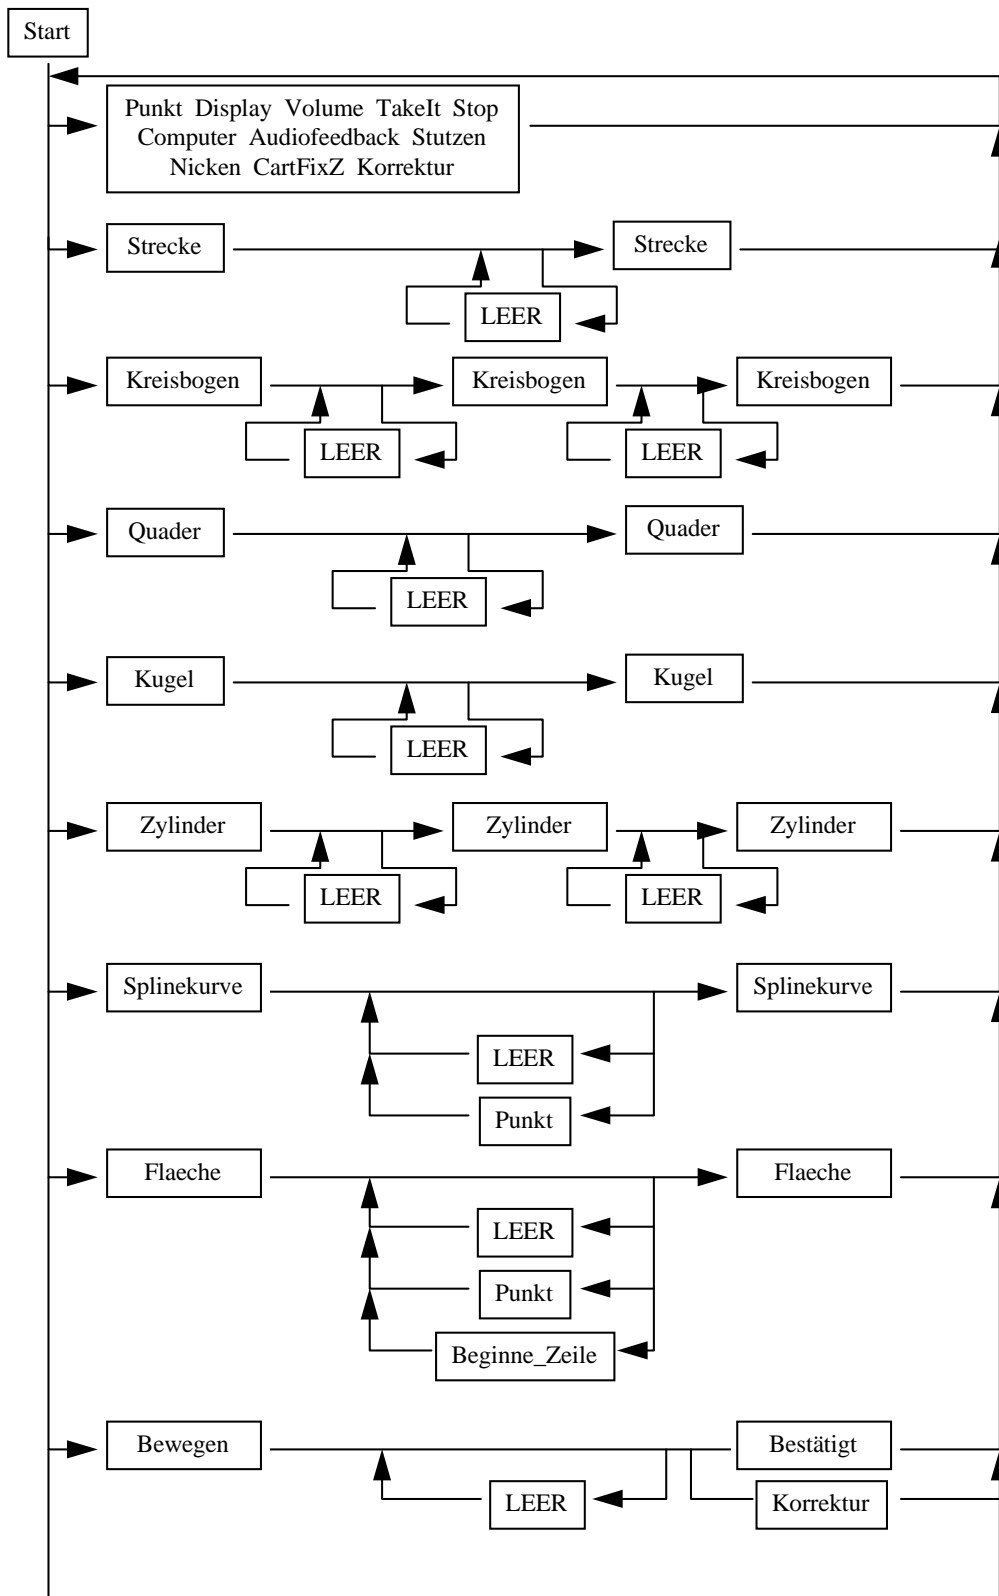 Start
Punkt Display Volume TakeIt Stop
Computer Audiofeedback Stutzen
Nicken CartFixZ Korrektur
Strecke Strecke
LEER
Kreisbogen Kreisbogen Kreisbogen
LEER LEER
Quader Quader
LEER
Kugel Kugel
LEER
Zylinder Zylinder Zylinder
LEER LEER
Splinekurve Splinekurve
LEER
Punkt
Flaeche Flaeche
LEER
Punkt
Beginne_Zeile
Bewegen Bestätigt
LEER Korrektur